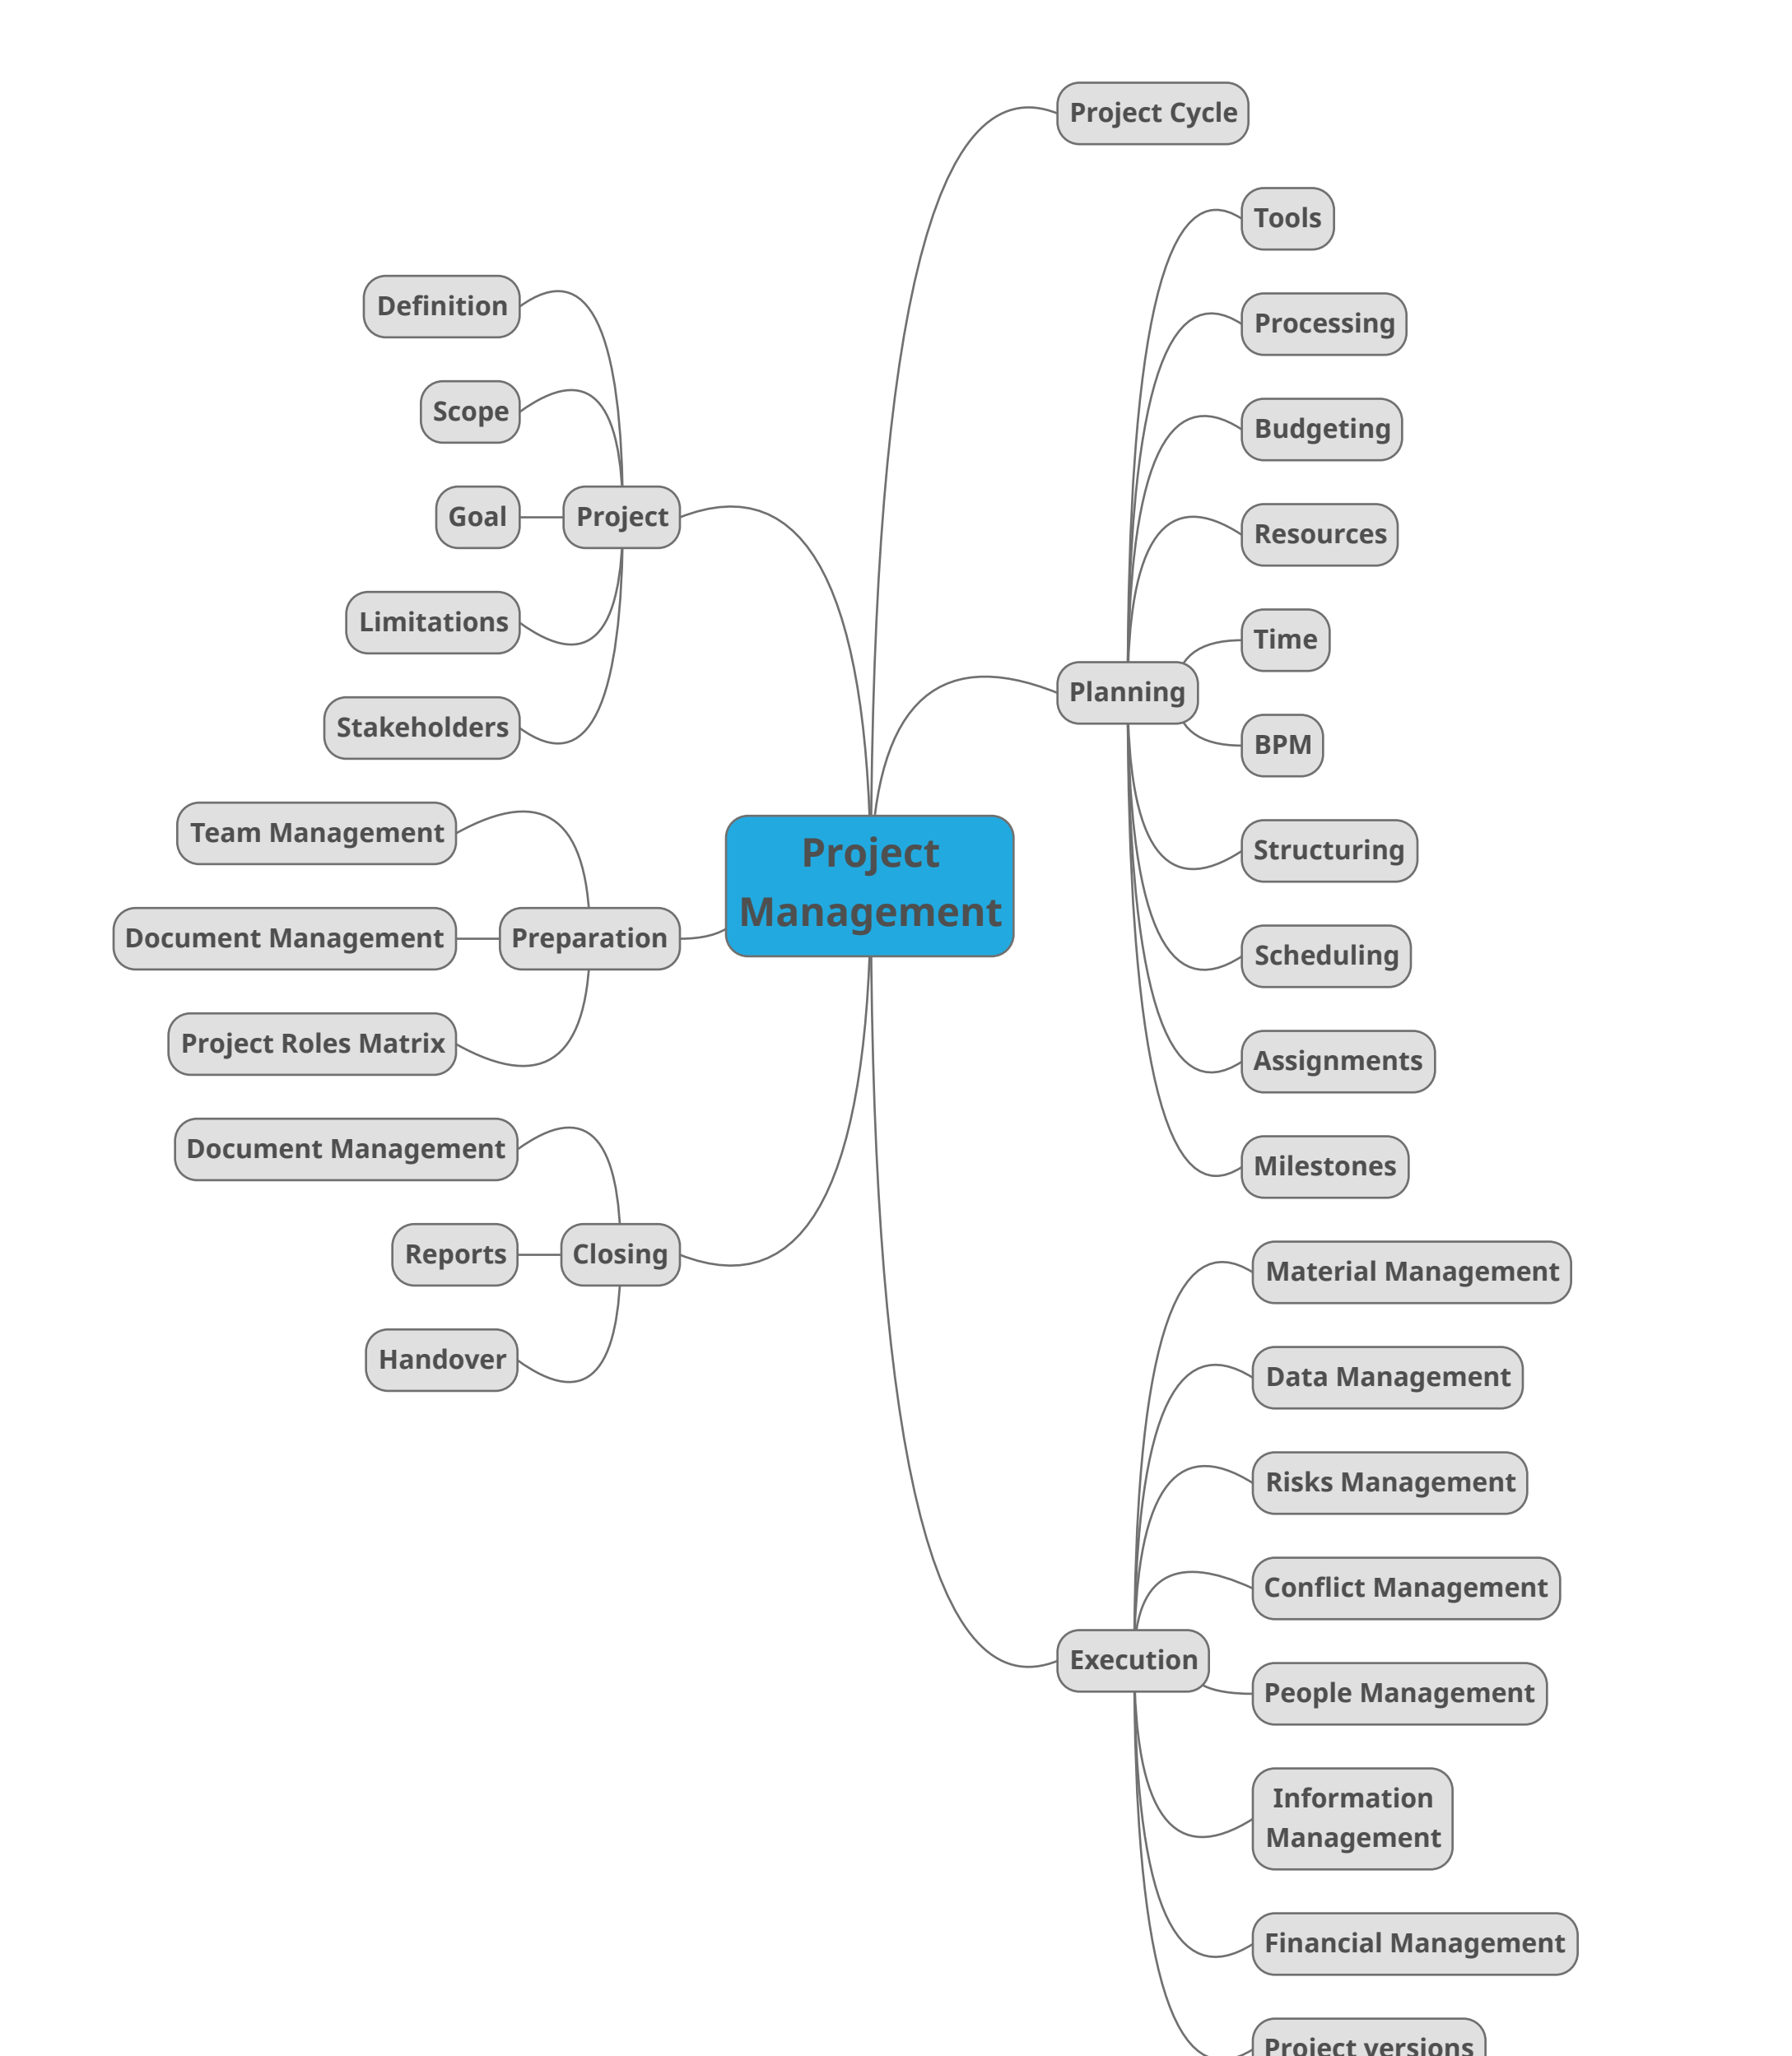 Project Cycle
Tools
Definition
Processing
Scope
Budgeting
Goal
Project
Resources
Limitations
Time
Planning
Stakeholders
BPM
Team Management
Project
Management
Structuring
Document Management
Preparation
Scheduling
Project Roles Matrix
Assignments
Document Management
Milestones
Reports
Closing
Material Management
Handover
Data Management
Risks Management
Conflict Management
Execution
People Management
Information
Management
Financial Management
Project versions